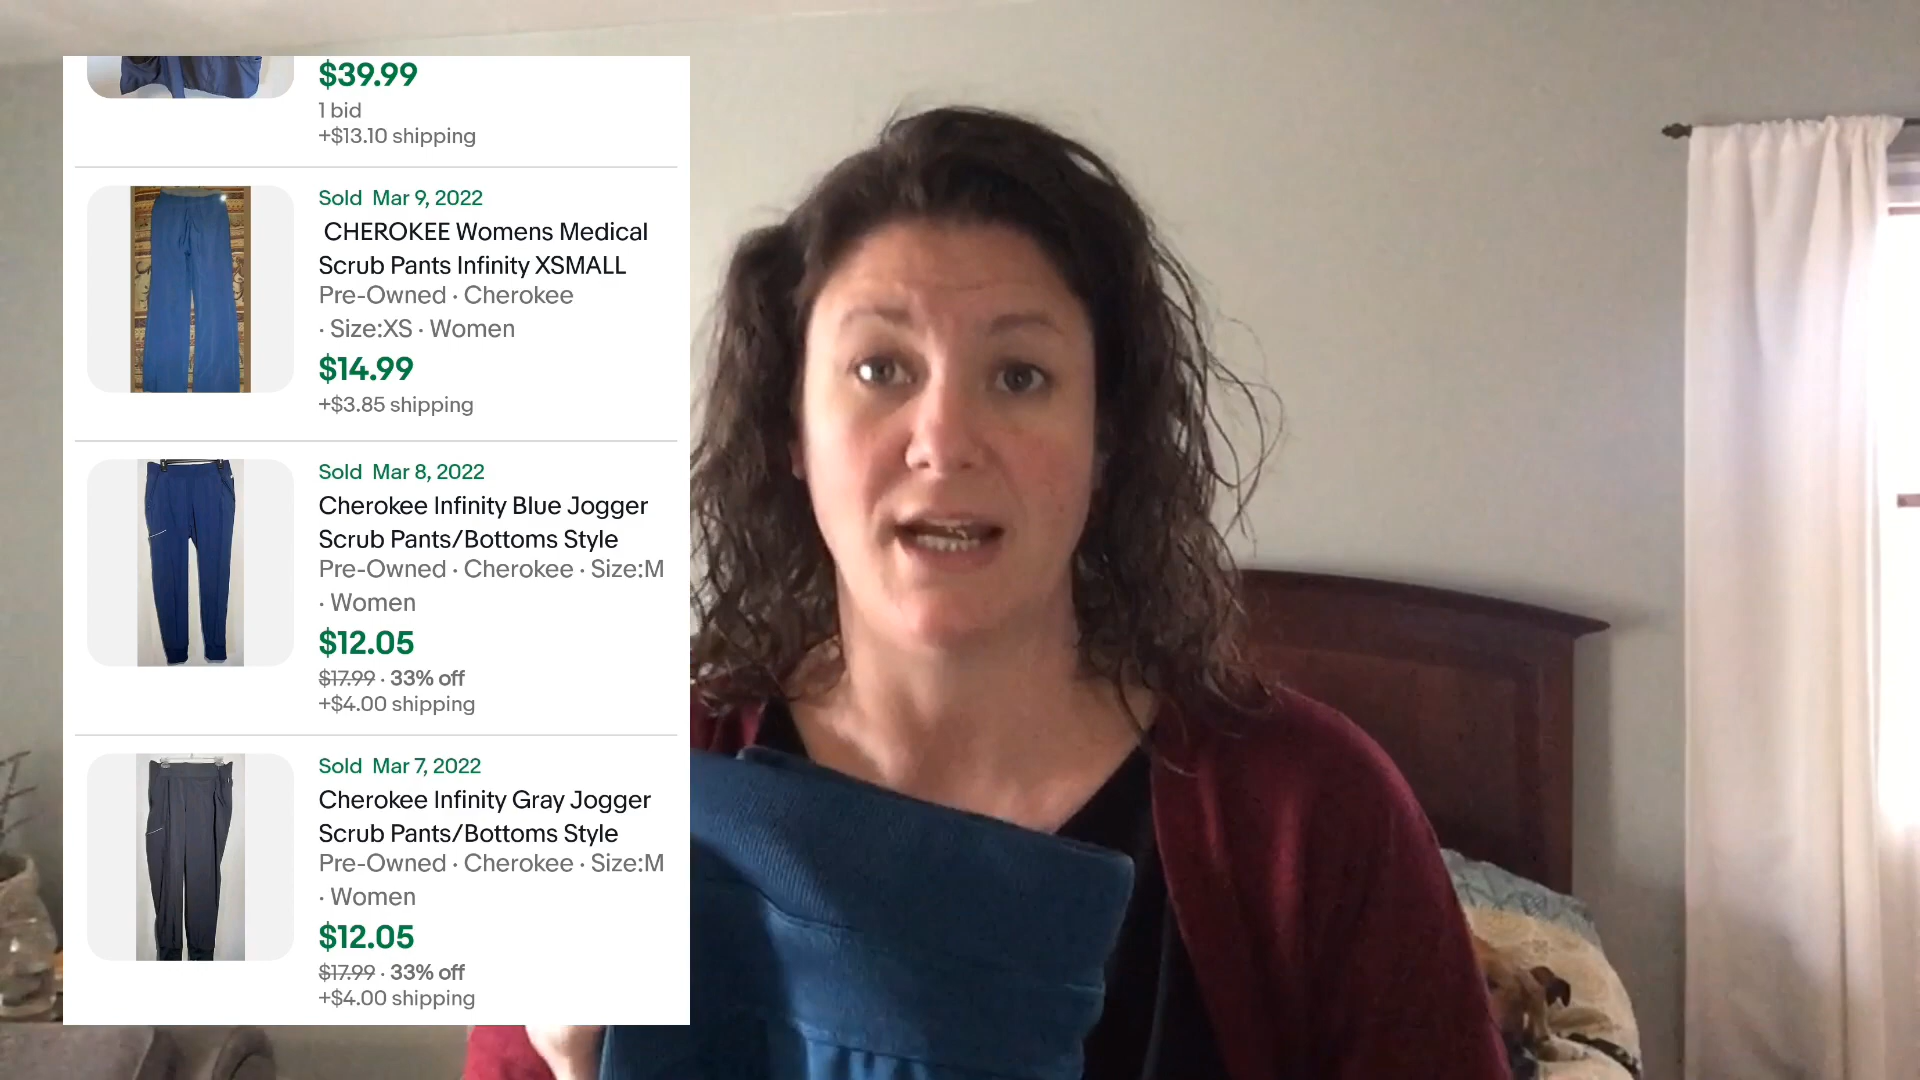 $39.99
1 bid
+$13.10 shipping
Sold Mar 9, 2022
CHEROKEE Womens Medical
Scrub Pants Infinity XSMALL
Pre-Owned · Cherokee
· Size:XS · Women
$14.99
+$3.85 shipping
Sold Mar 8, 2022
Cherokee Infinity Blue Jogger
Scrub Pants/Bottoms Style
Pre-Owned · Cherokee · Size:M
· Women
$12.05
$17.99 · 33% off
+$4.00 shipping
Sold Mar 7, 2022
Cherokee Infinity Gray Jogger
Scrub Pants/Bottoms Style
Pre-Owned · Cherokee · Size:M
· Women
$12.05
$17.99 · 33% off
+$4.00 shipping